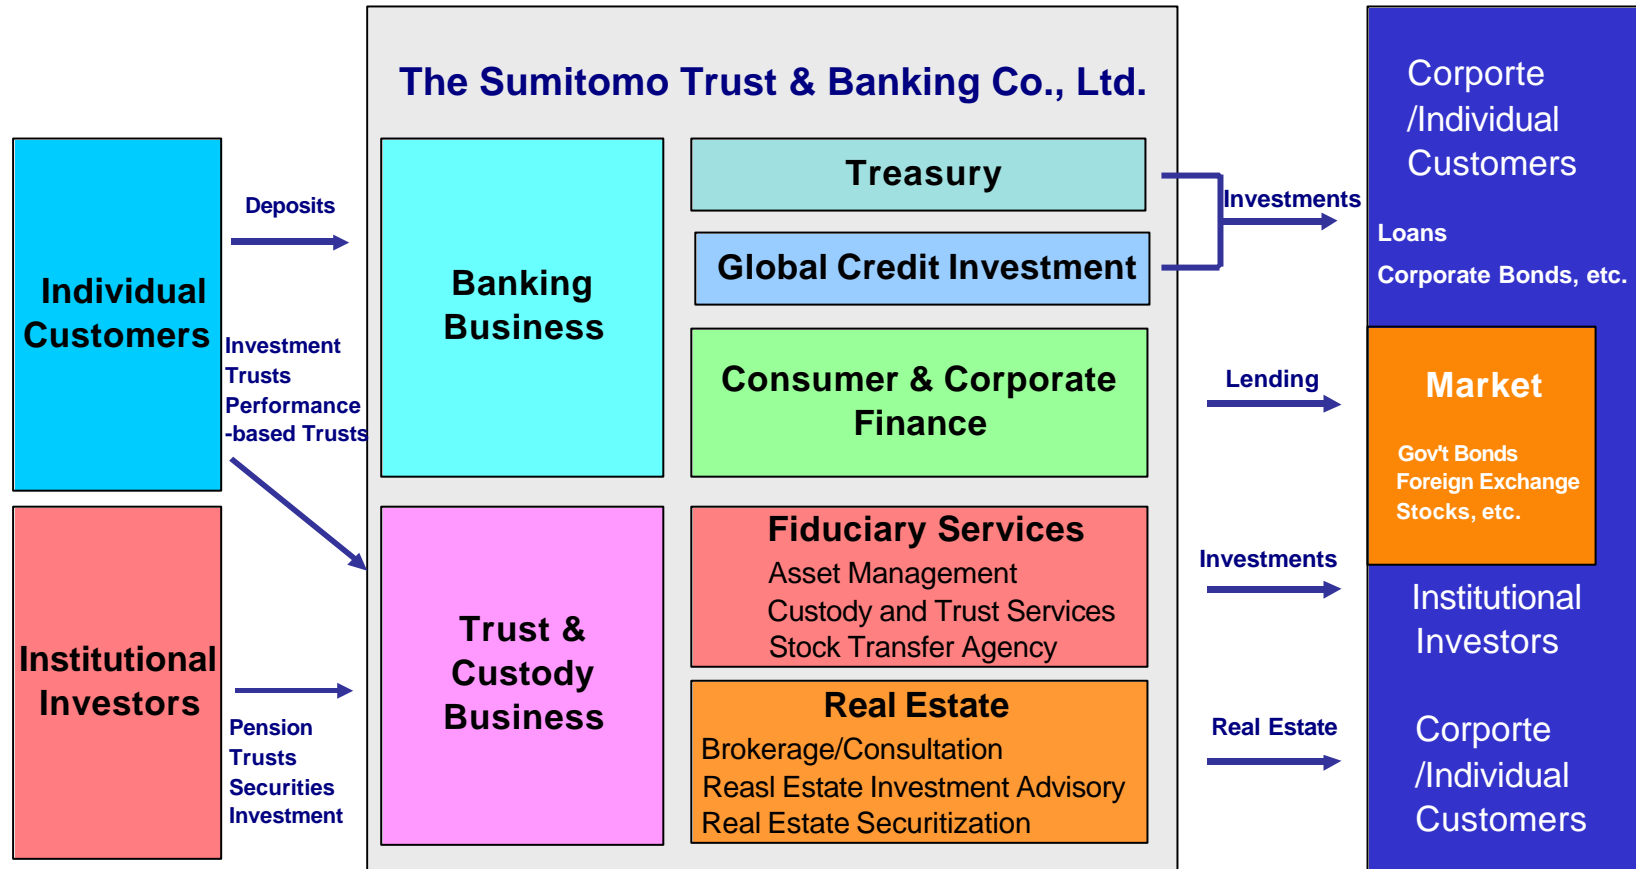 The Sumitomo Trust & Banking Co., Ltd.
Individual
Customers
Institutional
Investors
Deposits
Investment
Trusts
Performance
-based Trusts
Pension
Trusts
Securities
Investment
Banking
Business
Trust &
Custody
Business
Treasury
Global Credit Investment
Consumer & Corporate
Finance
Fiduciary Services
Asset Management
Custody and Trust Services
Stock Transfer Agency
Real Estate
Brokerage/Consultation
Reasl Estate Investment Advisory
Real Estate Securitization
Investments
Lending
Investments
Real Estate
Corporte
/Individual
Customers
Loans
Corporate Bonds, etc.
Market
Gov't Bonds
Foreign Exchange
Stocks, etc.
Institutional
Investors
Corporte
/Individual
Customers